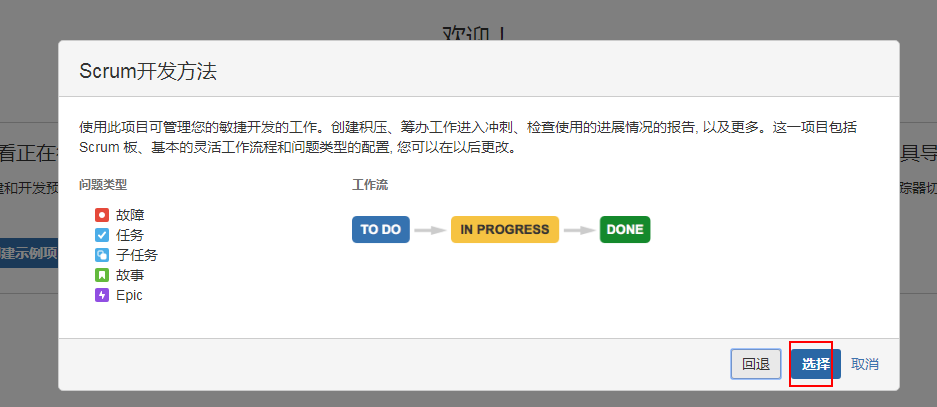 欢迎！
Scrum开发方法
使用此项目可管理您的敏捷开发的工作。创建积压、筹办工作进入冲刺、检查使用的进展情况的报告, 以及更多。这一项目包括
Scrum 板、基本的灵活工作流程和问题类型的配置, 您可以在以后更改。
看正在
具导
建和开发预
踪器切
问题类型
工作流
故障
任务
子任务
故事
Epic
TO DO
IN PROGRESS
DONE
建示例项
回退
选择
取消